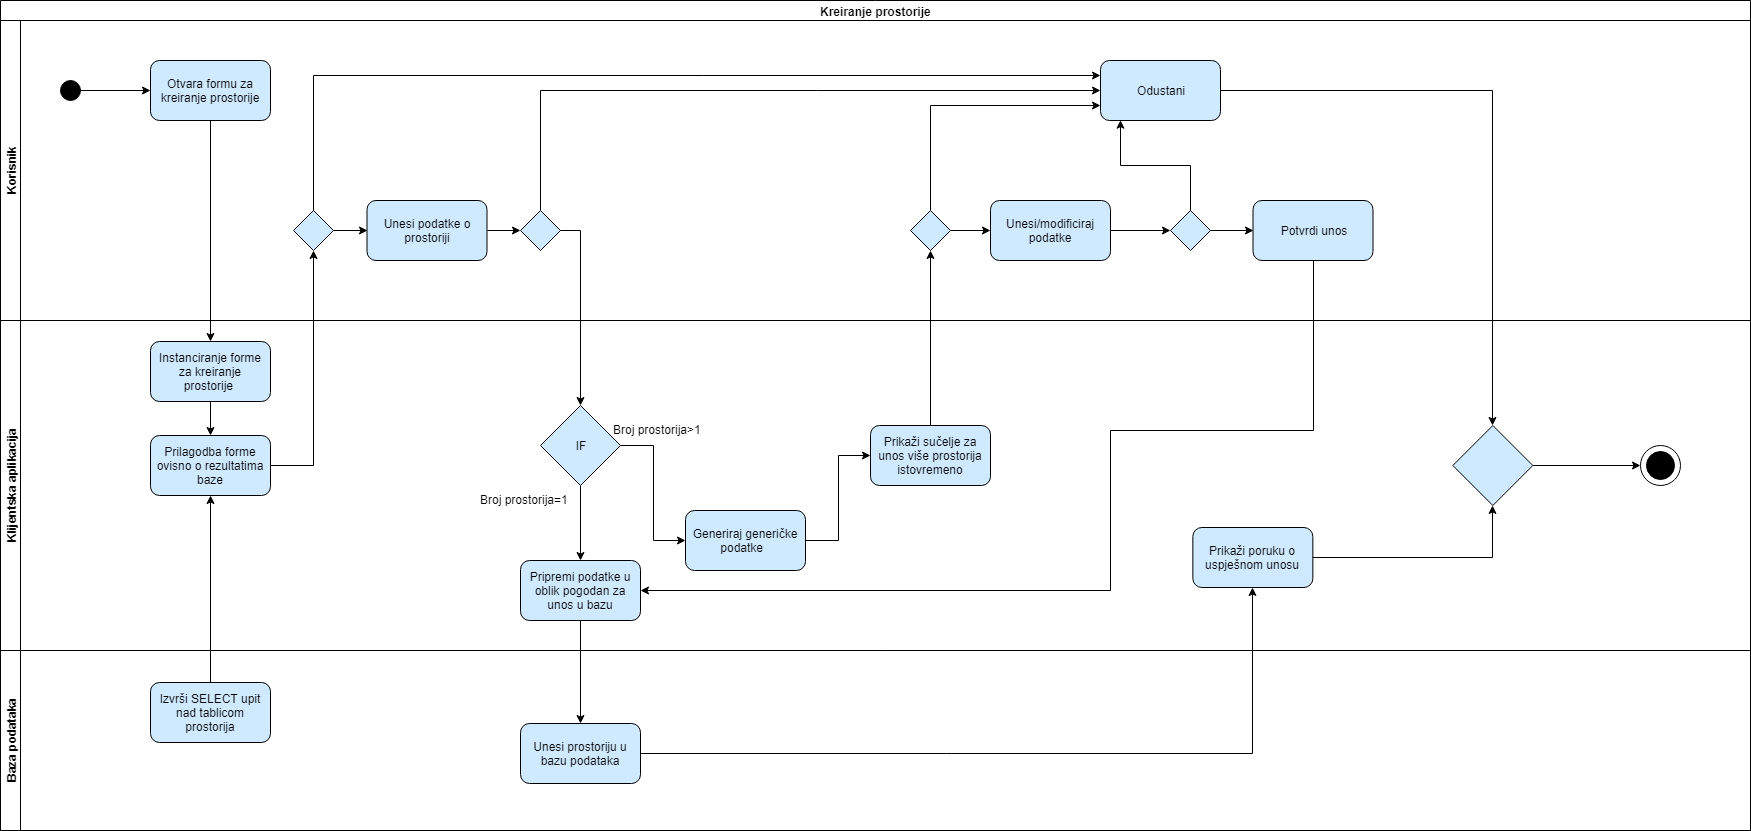 Kreiranje prostorije
Korisnik
Otvara formu za
kreiranje prostorije
Odustani
Unesi podatke o
prostoriji
Unesi/modificiraj
podatke
Potvrdi unos
Klijentska aplikacija
Instanciranje forme
za kreiranje
prostorije
Prilagodba forme
ovisno o rezultatima
baze
IF
Broj prostorija>1
Broj prostorija=1
Prikaži sučelje za
unos više prostorija
istovremeno
Generiraj generičke
podatke
Pripremi podatke u
oblik pogodan za
unos u bazu
Prikaži poruku o
uspješnom unosu
Baza podataka
Izvrši SELECT upit
nad tablicom
prostorija
Unesi prostoriju u
bazu podataka